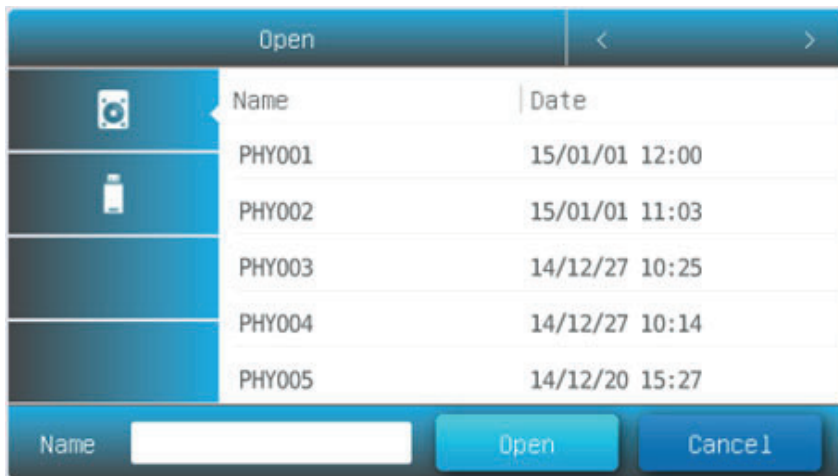 Open < >
Name Date
PHY001 15/01/01 12:00
PHY002 15/01/01 11:03
PHY003 14/12/27 10:25
PHY004 14/12/27 10:14
PHY005 14/12/20 15:27
Name Open Cancel